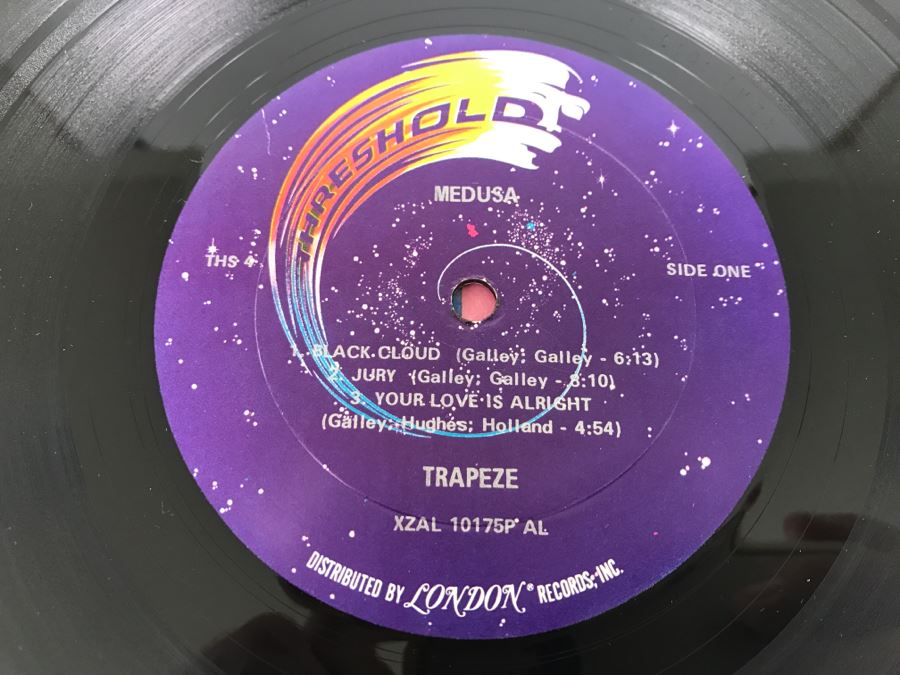 THRESHOLD
MEDUSA
THS 4
SIDE ONE
1. BLACK CLOUD (Galley; Galley - 6:13)
2. JURY (Galley; Galley - 8:10)
3. YOUR LOVE IS ALRIGHT
(Galley; Hughes; Holland - 4:54)
TRAPEZE
XZAL 10175P AL
DISTRIBUTED BY LONDON® RECORDS, INC.